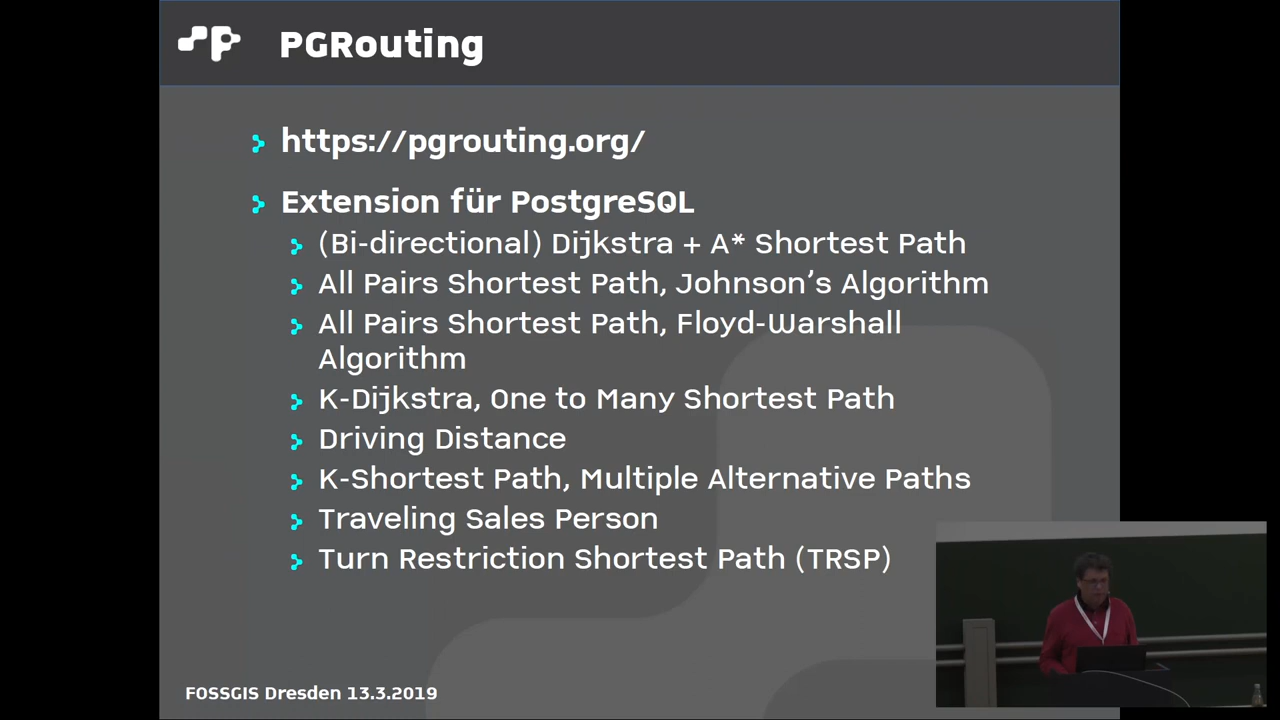 PGRouting
https://pgrouting.org/
Extension für PostgreSQL
(Bi-directional) Dijkstra + A* Shortest Path
All Pairs Shortest Path, Johnson's Algorithm
All Pairs Shortest Path, Floyd-Warshall
Algorithm
K-Dijkstra, One to Many Shortest Path
Driving Distance
K-Shortest Path, Multiple Alternative Paths
Traveling Sales Person
Turn Restriction Shortest Path (TRSP)
FOSSGIS Dresden 13.3.2019